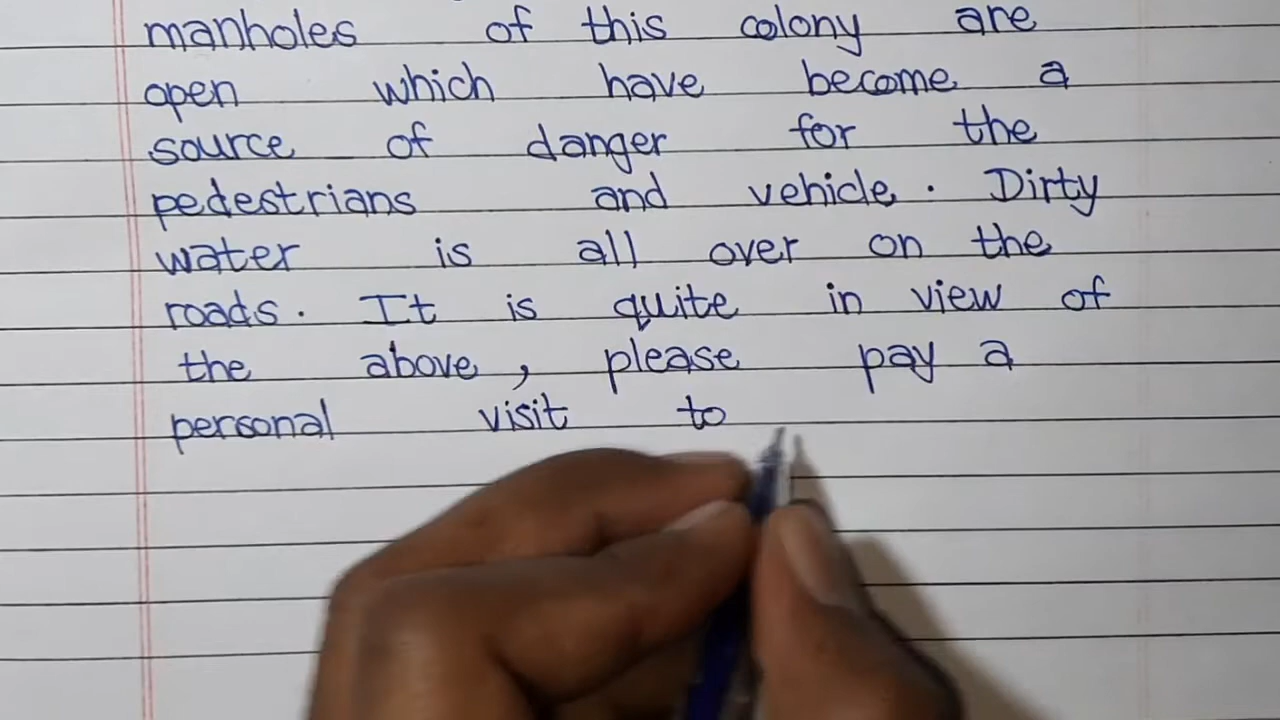 manholes of this colony are
open which have become a
source of danger for the
pedestrians and vehicle. Dirty
water is all over on the
roads. It is quite in view of
the above, please pay a
personal visit to